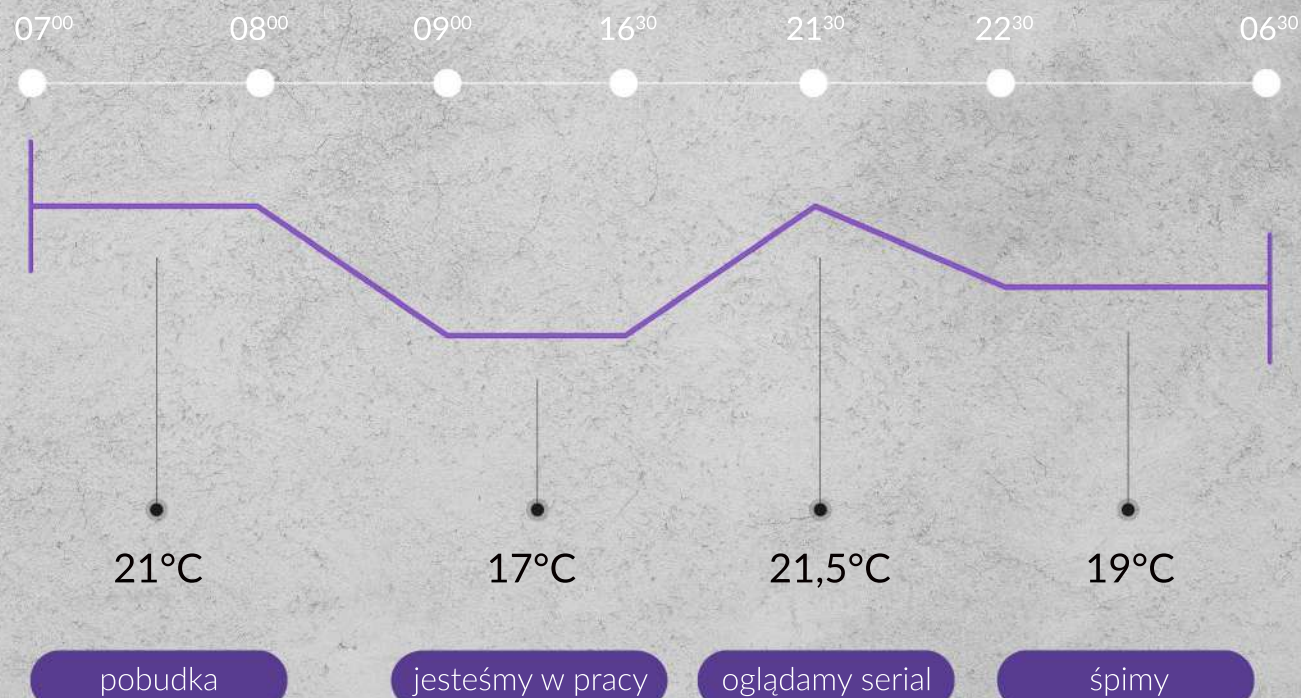 07⁰⁰ 08⁰⁰ 09⁰⁰ 16³⁰ 21³⁰ 22³⁰ 06³⁰
21°C 17°C 21,5°C 19°C
pobudka jesteśmy w pracy oglądamy serial śpimy